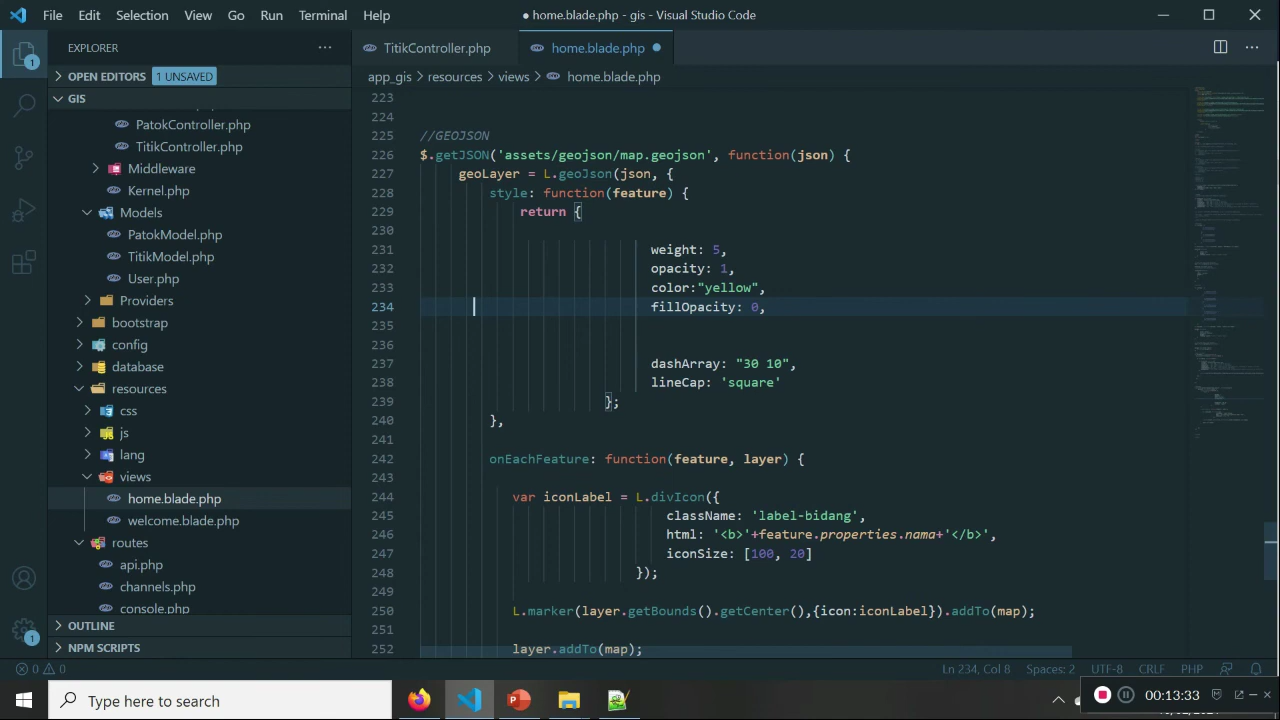 File Edit Selection View Go Run Terminal Help
● home.blade.php - gis - Visual Studio Code
EXPLORER
TitikController.php
home.blade.php
OPEN EDITORS 1 UNSAVED
app_gis > resources > views > home.blade.php
GIS
PatokController.php
TitikController.php
Middleware
Kernel.php
Models
PatokModel.php
TitikModel.php
User.php
Providers
bootstrap
config
database
resources
css
js
lang
views
home.blade.php
welcome.blade.php
routes
api.php
channels.php
console.php
OUTLINE
NPM SCRIPTS
223
224
225 //GEOJSON
226 $.getJSON('assets/geojson/map.geojson', function(json) {
227 geoLayer = L.geoJson(json, {
228 style: function(feature) {
229 return {
230
231 weight: 5,
232 opacity: 1,
233 color:"yellow",
234 fillOpacity: 0,
235
236
237 dashArray: "30 10",
238 lineCap: 'square'
239 };
240 },
241
242 onEachFeature: function(feature, layer) {
243
244 var iconLabel = L.divIcon({
245 className: 'label-bidang',
246 html: '<b>'+feature.properties.nama+'</b>',
247 iconSize: [100, 20]
248 });
249
250 L.marker(layer.getBounds().getCenter(),{icon:iconLabel}).addTo(map);
251
252 layer.addTo(map);
0 0
Ln 234, Col 8 Spaces: 2 UTF-8 CRLF PHP
Type here to search
00:13:33